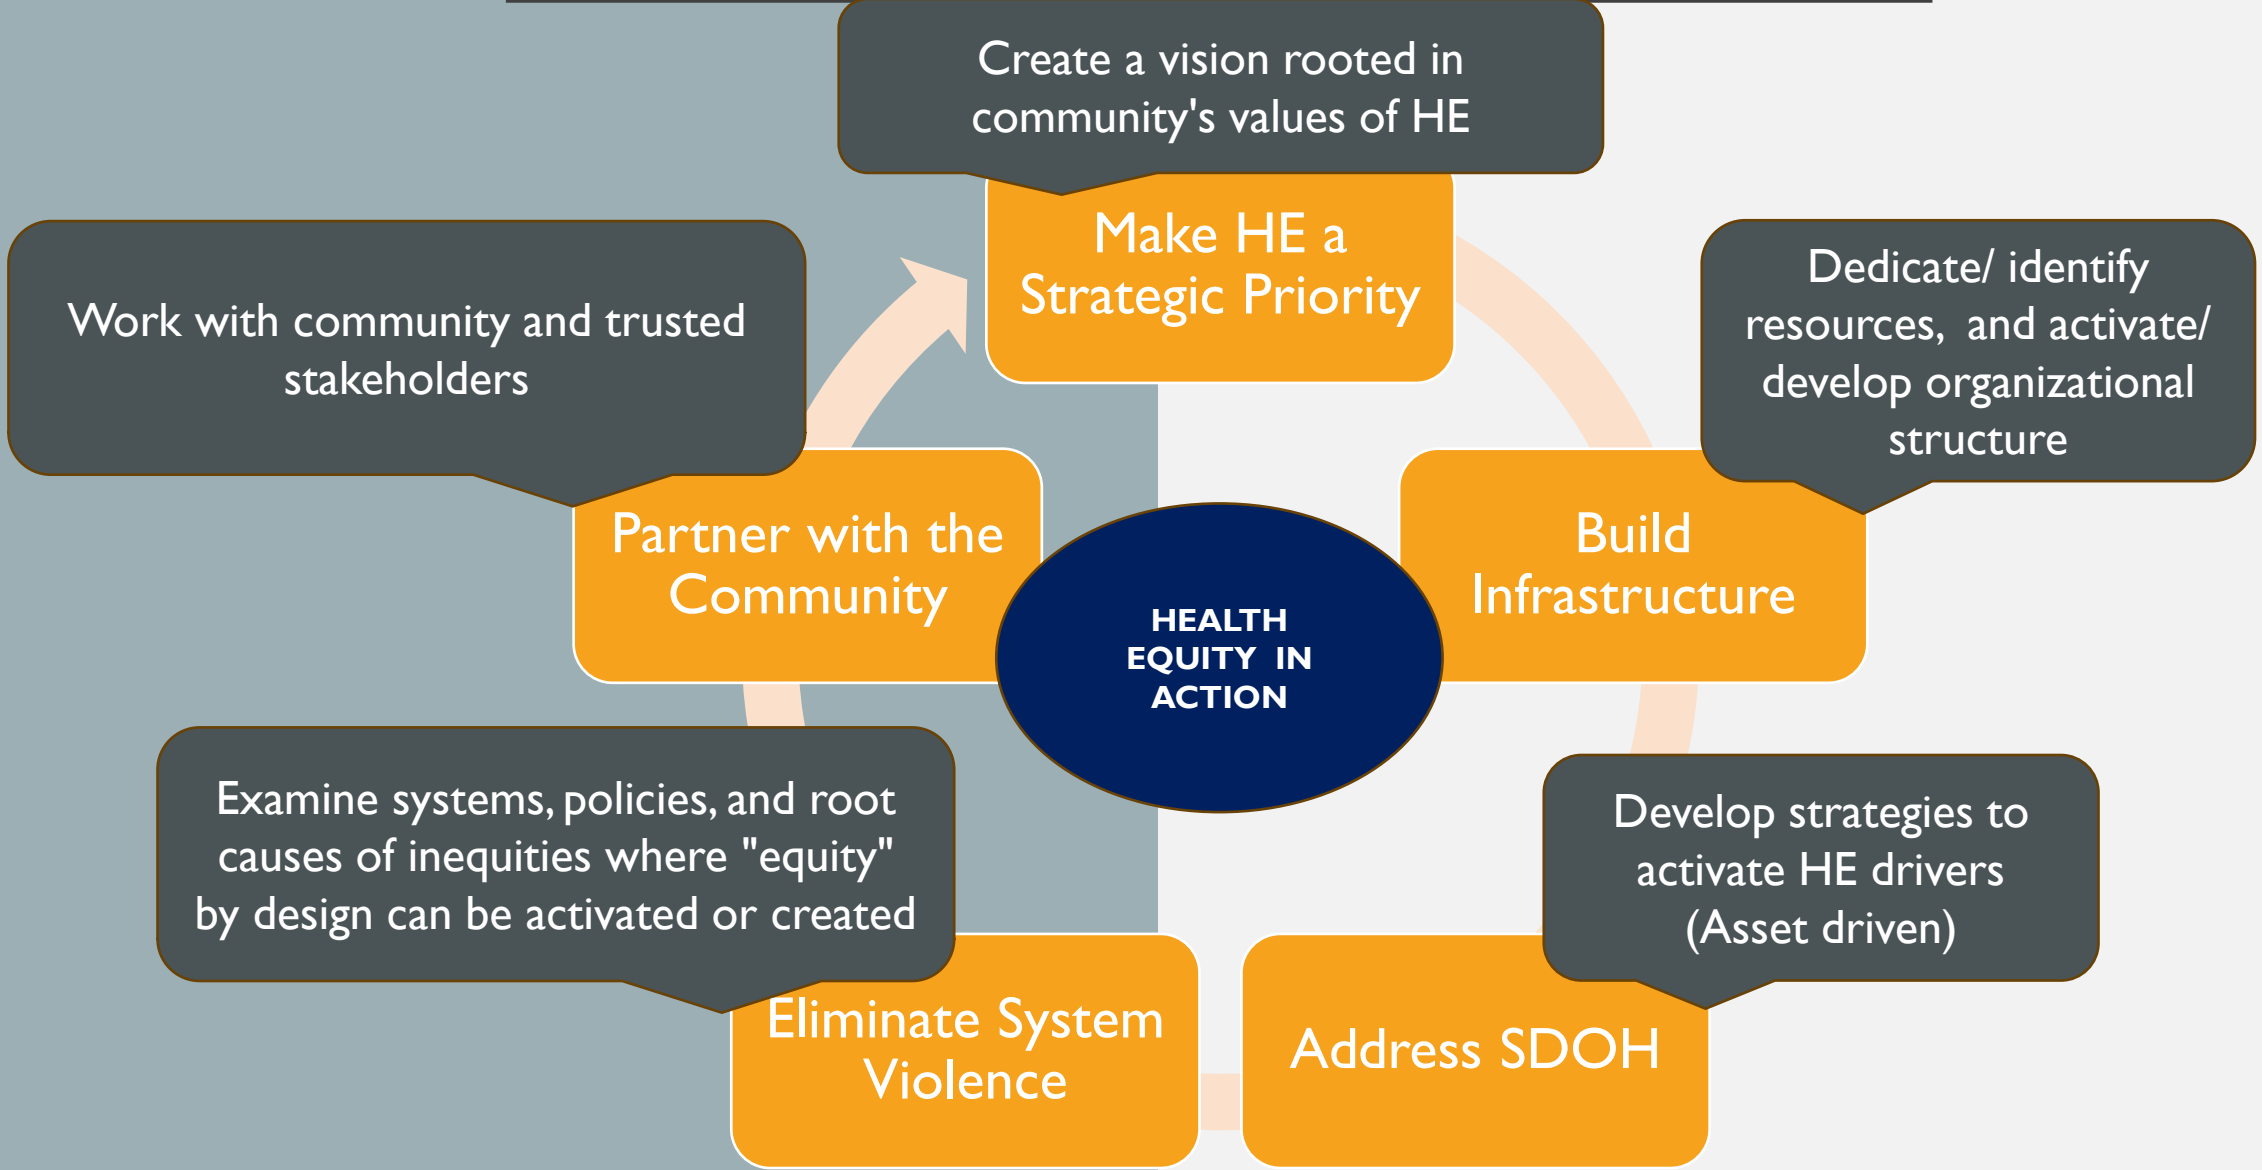 Create a vision rooted in
community's values of HE
Make HE a
Strategic Priority
Dedicate/ identify
resources, and activate/
develop organizational
structure
Build
Infrastructure
Develop strategies to
activate HE drivers
(Asset driven)
Address SDOH
Examine systems, policies, and root
causes of inequities where "equity"
by design can be activated or created
Eliminate System
Violence
Work with community and trusted
stakeholders
Partner with the
Community
HEALTH
EQUITY IN
ACTION